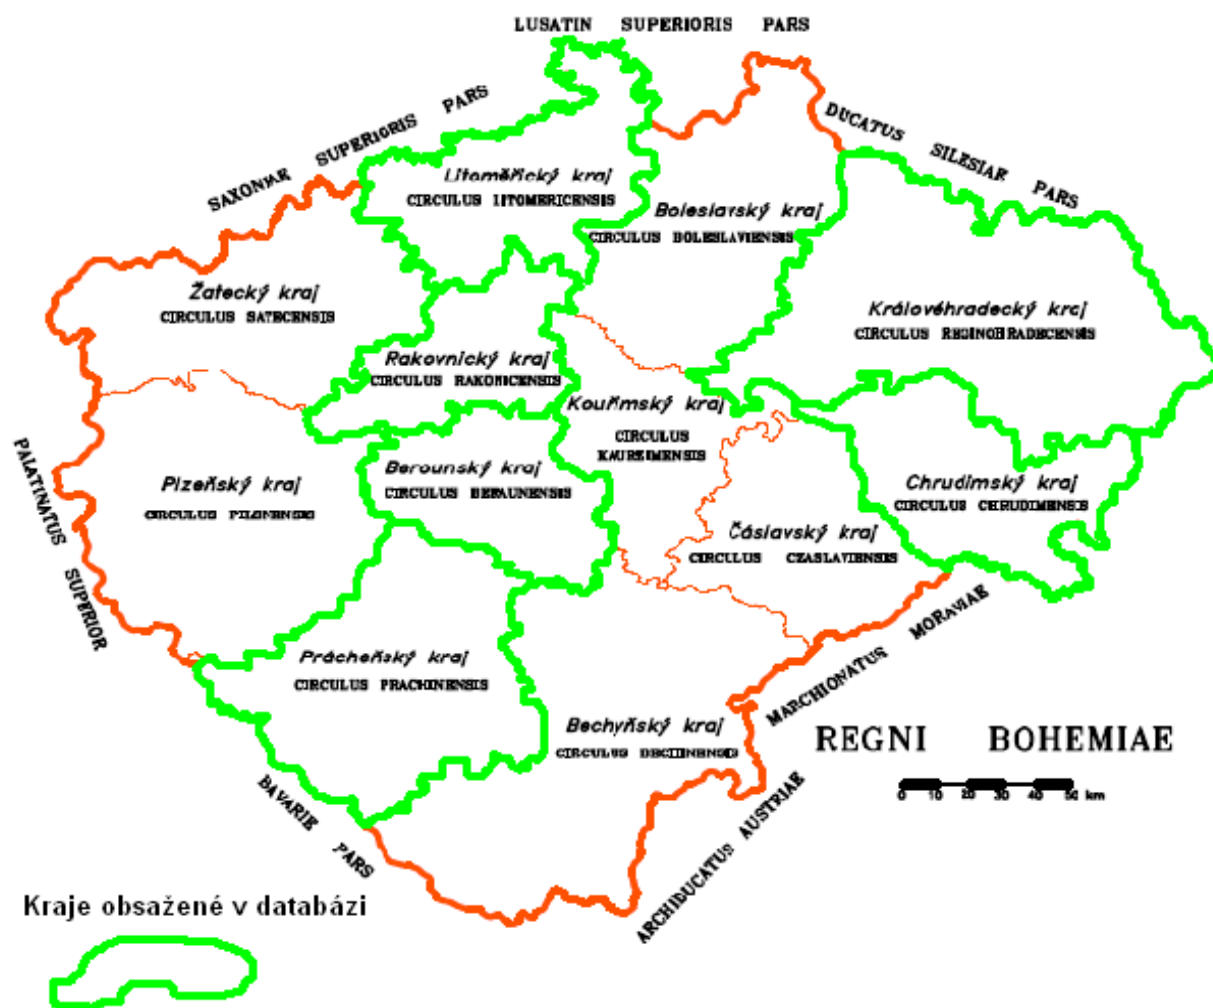 LUSATIN SUPERIORIS PARS
SAXONIAE SUPERIORIS PARS
DUCATUS SILESIAE PARS
Litoměřický kraj
CIRCULUS LITOMERICENSIS
Boleslavský kraj
CIRCULUS BOLESLAVIENSIS
Žatecký kraj
CIRCULUS SATECENSIS
Královéhradecký kraj
CIRCULUS REGINOHRADECENSIS
Rakovnický kraj
CIRCULUS RAKONICENSIS
Kouřimský kraj
CIRCULUS
KAURZIMENSIS
PALATINATUS SUPERIOR
Plzeňský kraj
CIRCULUS PILSNENSIS
Berounský kraj
CIRCULUS BERAUNENSIS
Chrudimský kraj
CIRCULUS CHRUDIMENSIS
Čáslavský kraj
CIRCULUS CZASLAVIENSIS
Prácheňský kraj
CIRCULUS PRACHINENSIS
MARCHIONATUS MORAVIAE
Bechyňský kraj
CIRCULUS BECHINENSIS
REGNI BOHEMIAE
0 10 20 30 40 50 km
BAVARIE PARS
ARCHIDUCATUS AUSTRIAE
Kraje obsažené v databázi